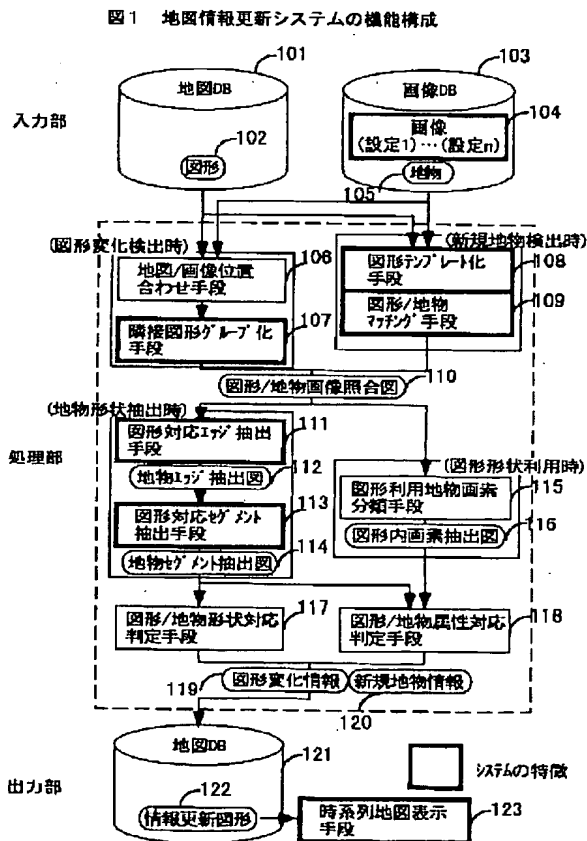 図1 地図情報更新システムの機能構成
101
103
地図DB
画像DB
入力部
102
104
画像
(設定1)…(設定n)
図形
105
地物
(図形変化検出時)
(新規地物検出時)
地図/画像位置
合わせ手段
106
図形テンプレート化
手段
108
隣接図形グループ化
手段
107
図形/地物
マッチング手段
109
図形/地物画像照合図
110
(地物形状抽出時)
処理部
図形対応エッジ抽出
手段
111
(図形形状利用時)
地物エッジ抽出図
112
図形利用地物画素
分類手段
115
図形対応セグメント
抽出手段
113
図形内画素抽出図
116
地物セグメント抽出図
114
図形/地物形状対応
判定手段
117
図形/地物属性対応
判定手段
118
119
図形変化情報
新規地物情報
120
地図DB
121
出力部
システムの特徴
122
情報更新図形
時系列地図表示
手段
123